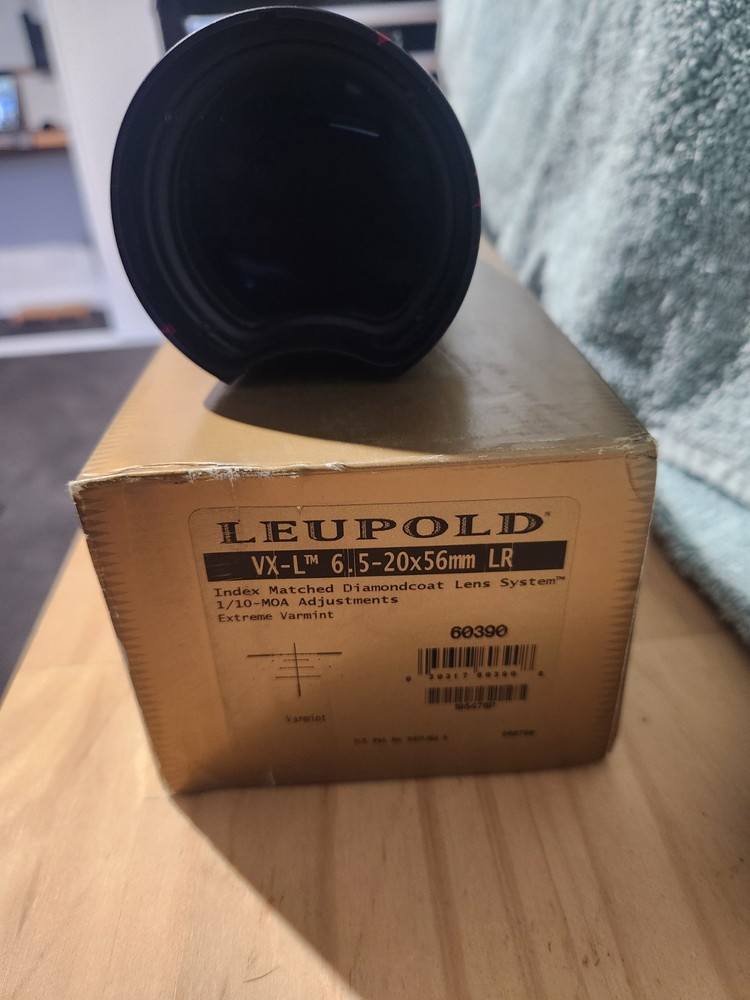 LEUPOLD™
VX-L™ 6.5-20x56mm LR
Index Matched Diamondcoat Lens System™
1/10-MOA Adjustments
Extreme Varmint
60390
Varmint